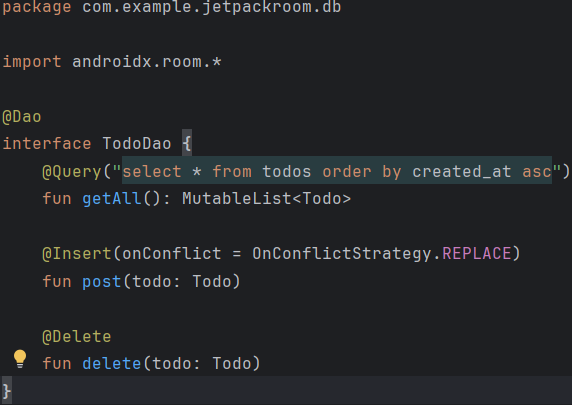 package com.example.jetpackroom.db
import androidx.room.*
@Dao
interface TodoDao {
@Query("select * from todos order by created_at asc")
fun getAll(): MutableList<Todo>
@Insert(onConflict = OnConflictStrategy.REPLACE)
fun post(todo: Todo)
@Delete
fun delete(todo: Todo)
}